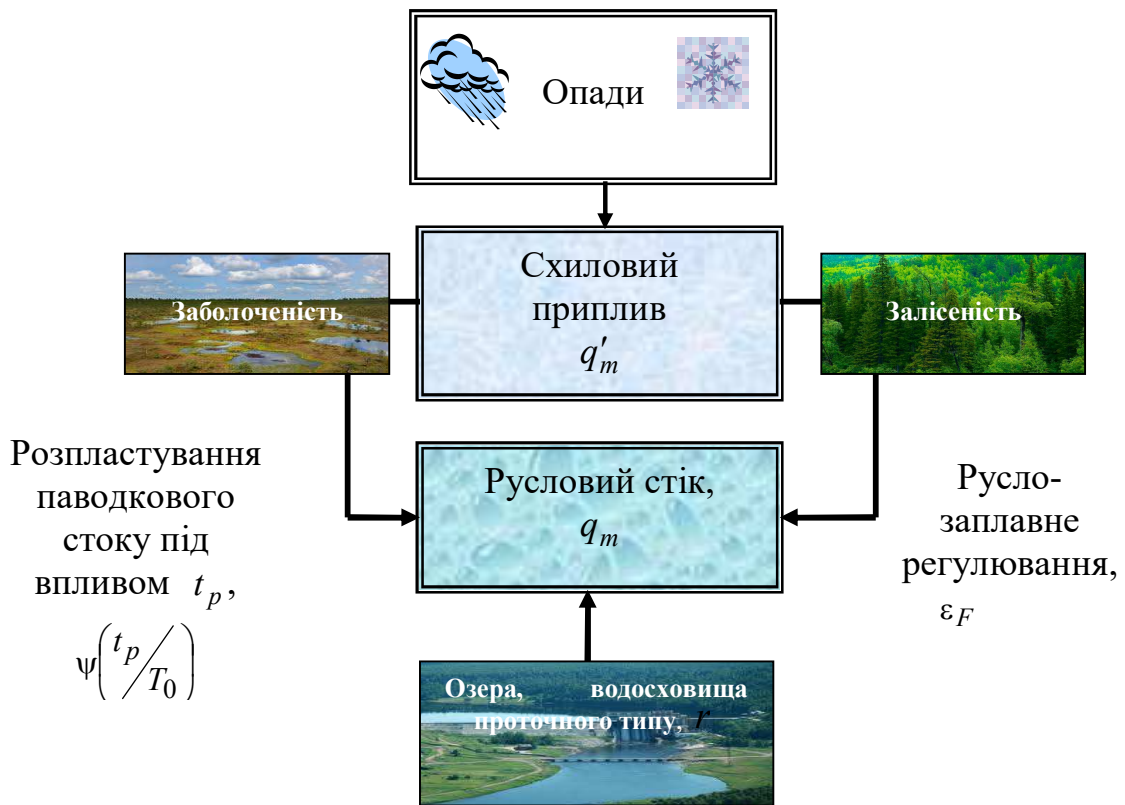 Опади
Схиловий
приплив
q′ₘ
Заболоченість
Залісеність
Розпластування
паводкового
стоку під
впливом tₚ,
ψ(tₚ/T₀)
Русловий стік,
qₘ
Русло-
заплавне
регулювання,
ε_F
Озера, водосховища
проточного типу, r